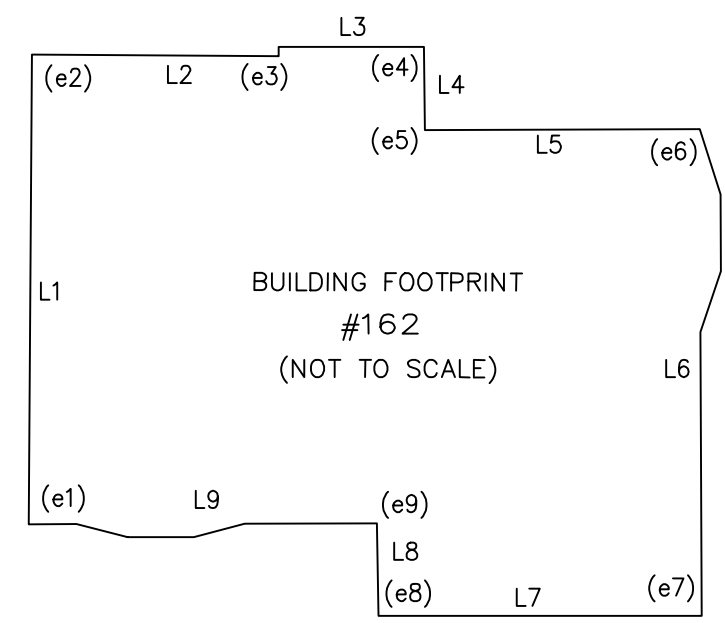 L3
(e2)
L2
(e3)
(e4)
L4
(e5)
L5
(e6)
BUILDING FOOTPRINT
L1
#162
(NOT TO SCALE)
L6
(e1)
L9
(e9)
L8
(e8)
L7
(e7)